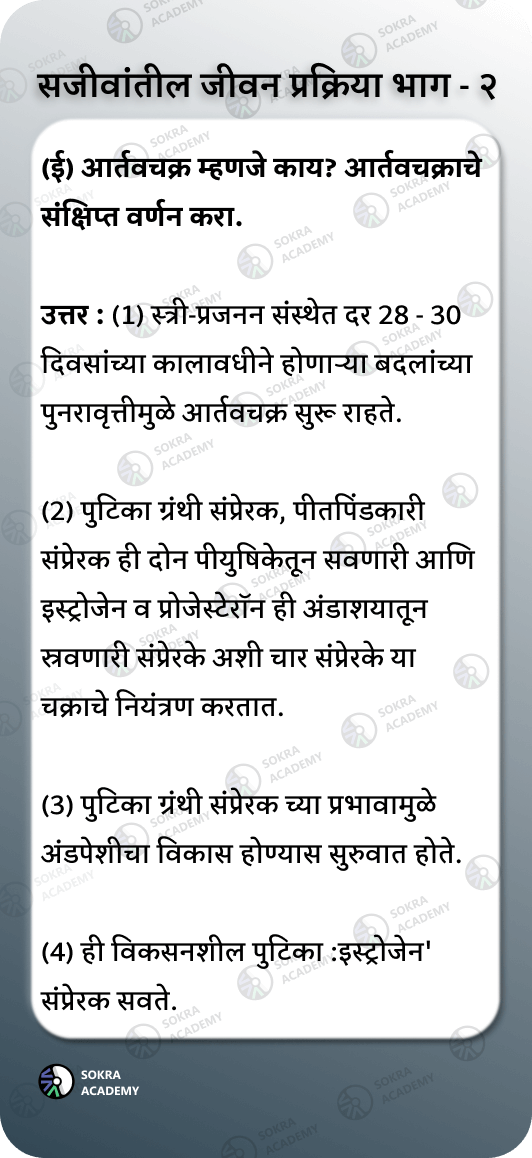 सजीवांतील जीवन प्रक्रिया भाग - २
(ई) आर्तवचक्र म्हणजे काय? आर्तवचक्राचे
संक्षिप्त वर्णन करा.
उत्तर : (1) स्त्री-प्रजनन संस्थेत दर 28 - 30
दिवसांच्या कालावधीने होणाऱ्या बदलांच्या
पुनरावृत्तीमुळे आर्तवचक्र सुरू राहते.
(2) पुटिका ग्रंथी संप्रेरक, पीतपिंडकारी
संप्रेरक ही दोन पीयुषिकेतून सवणारी आणि
इस्ट्रोजेन व प्रोजेस्टेरॉन ही अंडाशयातून
स्त्रवणारी संप्रेरके अशी चार संप्रेरके या
चक्राचे नियंत्रण करतात.
(3) पुटिका ग्रंथी संप्रेरक च्या प्रभावामुळे
अंडपेशीचा विकास होण्यास सुरुवात होते.
(4) ही विकसनशील पुटिका :इस्ट्रोजेन'
संप्रेरक सवते.
SOKRA
ACADEMY